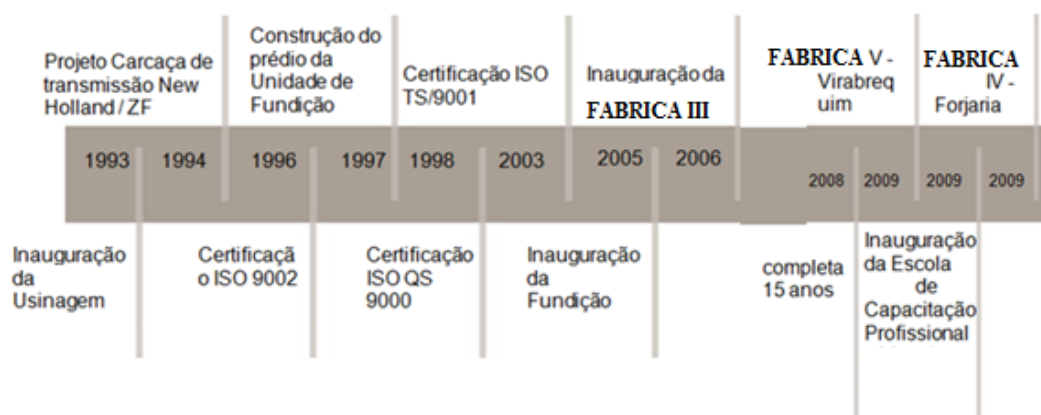 Projeto Carcaça de
transmissão New
Holland / ZF
Construção do
prédio da
Unidade de
Fundição
Certificação ISO
TS/9001
Inauguração da
FABRICA III
FABRICA V -
Virabreq
uim
FABRICA
IV -
Forjaria
1993
1994
1996
1997
1998
2003
2005
2006
2008
2009
2009
2009
Inauguração
da
Usinagem
Certificaçã
o ISO 9002
Certificação
ISO QS
9000
Inauguração
da
Fundição
completa
15 anos
Inauguração
da Escola
de
Capacitação
Profissional